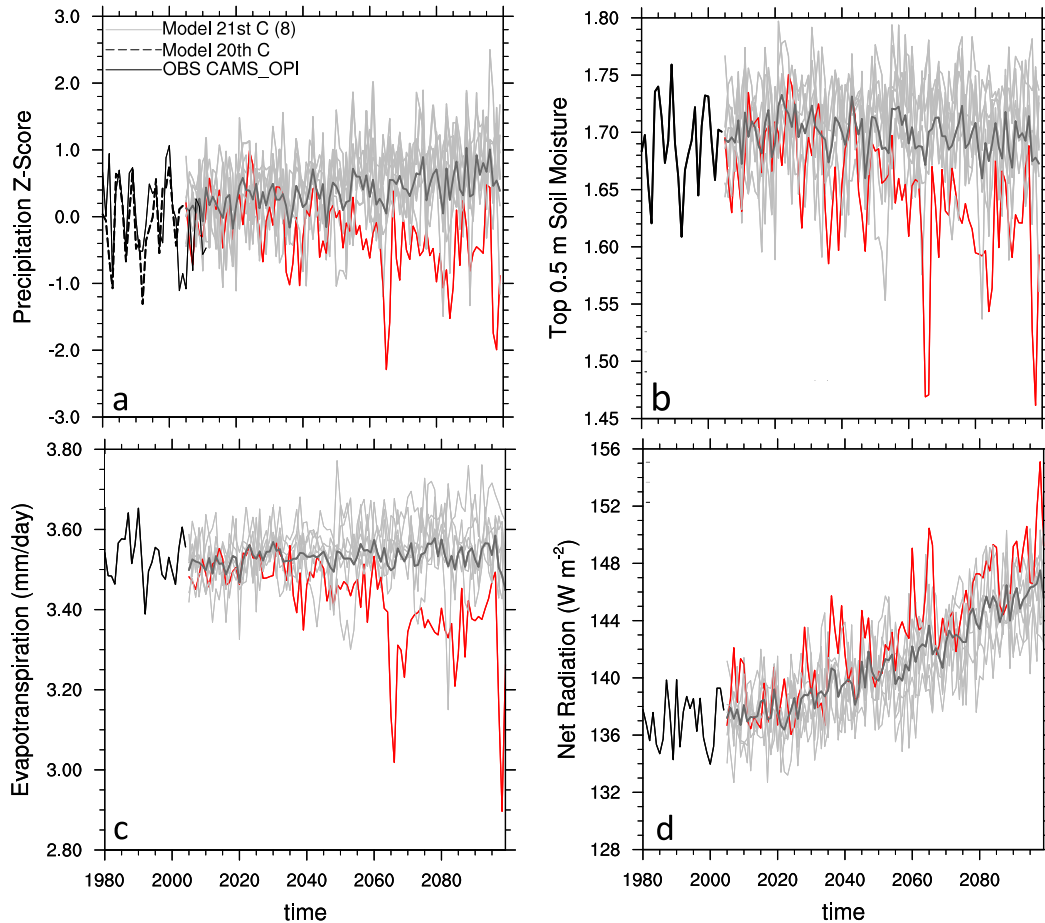 3.0
2.0
1.0
0.0
-1.0
-2.0
-3.0
Precipitation Z-Score
Model 21st C (8)
Model 20th C
OBS CAMS_OPI
a
1.80
1.75
1.70
1.65
1.60
1.55
1.50
1.45
Top 0.5 m Soil Moisture
b
3.80
3.60
3.40
3.20
3.00
2.80
Evapotranspiration (mm/day)
c
1980 2000 2020 2040 2060 2080
time
156
152
148
144
140
136
132
128
Net Radiation (W m-2)
d
1980 2000 2020 2040 2060 2080
time